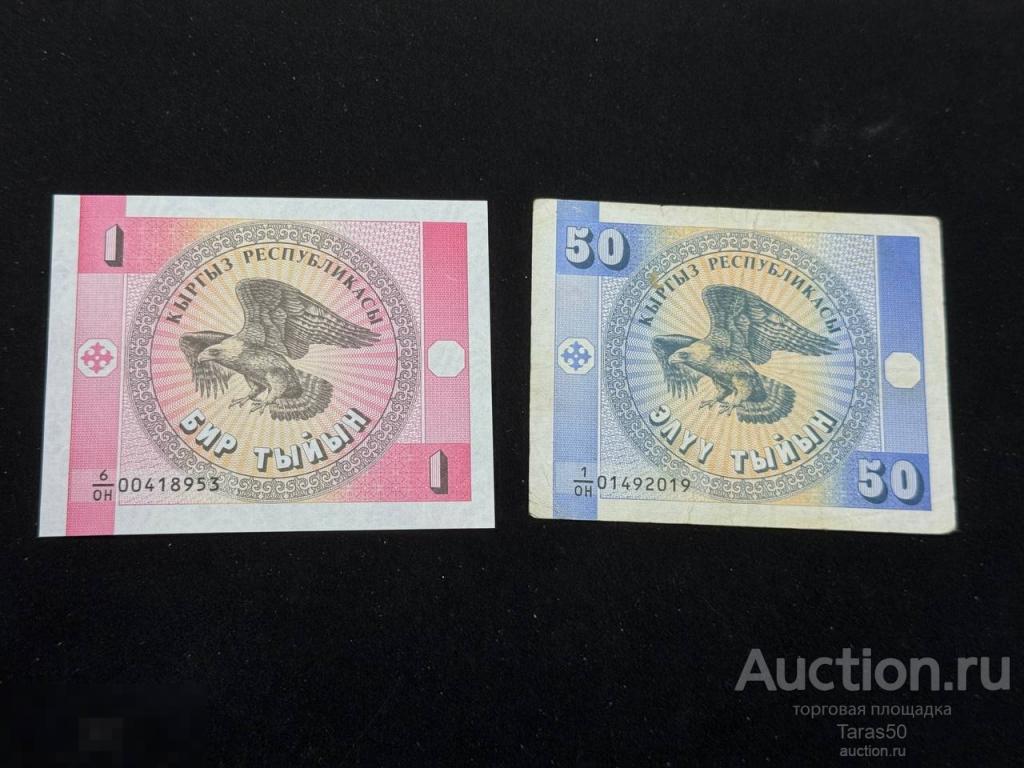 1
КЫРГЫЗ РЕСПУБЛИКАСЫ
БИР ТЫЙЫН
6/ОН 00418953
1
50
КЫРГЫЗ РЕСПУБЛИКАСЫ
ЭЛҮҮ ТЫЙЫН
1/ОН 01492019
50
Auction.ru
торговая площадка
Taras50
auction.ru